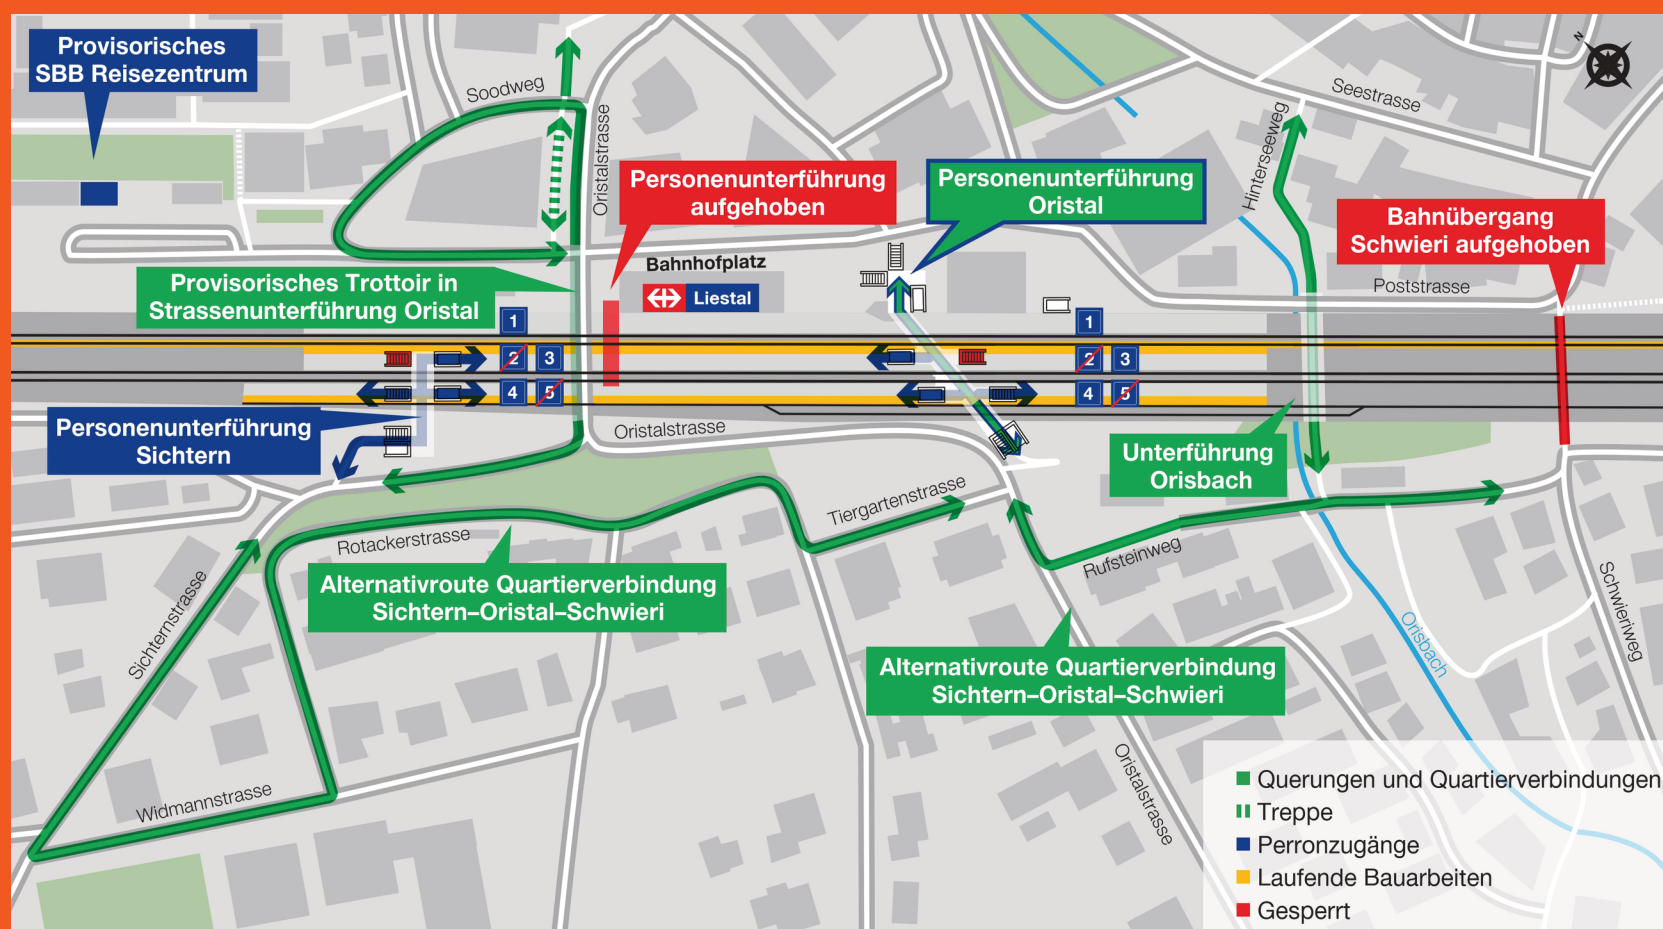 Provisorisches
SBB Reisezentrum
Soodweg
Oristalstrasse
N
Seestrasse
Hinterseeweg
Personenunterführung
aufgehoben
Personenunterführung
Oristal
Bahnübergang
Schwieri aufgehoben
Provisorisches Trottoir in
Strassenunterführung Oristal
Bahnhofplatz
Liestal
Poststrasse
1
2 3
4 5
1
2 3
4 5
Personenunterführung
Sichtern
Oristalstrasse
Unterführung
Orisbach
Tiergartenstrasse
Rotackerstrasse
Rufsteinweg
Sichternstrasse
Alternativroute Quartierverbindung
Sichtern–Oristal–Schwieri
Schwieriweg
Orisbach
Alternativroute Quartierverbindung
Sichtern–Oristal–Schwieri
Widmannstrasse
Oristalstrasse
Querungen und Quartierverbindungen
Treppe
Perronzugänge
Laufende Bauarbeiten
Gesperrt